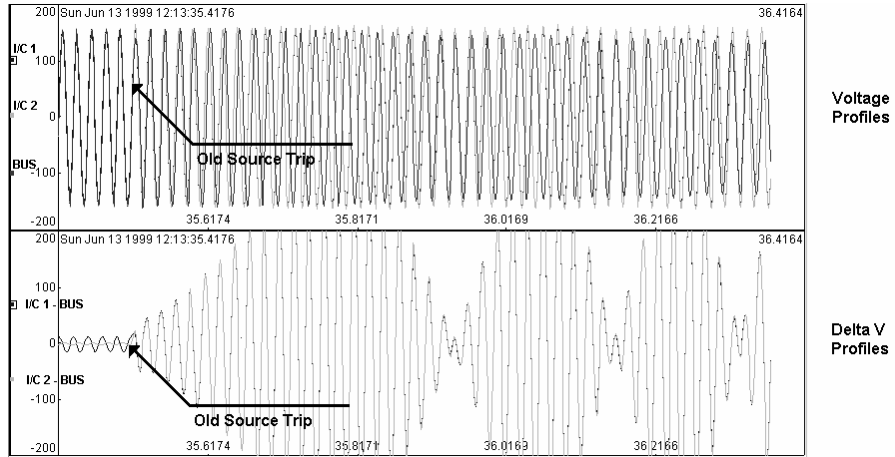 200 Sun Jun 13 1999 12:13:35.4176 36.4164
I/C 1
100
I/C 2
0
BUS
-100
-200
Old Source Trip
35.6174 35.8171 36.0169 36.2166
Voltage
Profiles
200 Sun Jun 13 1999 12:13:35.4176 36.4164
100
I/C 1 - BUS
0
I/C 2 - BUS
-100
-200
Old Source Trip
35.6174 35.8171 36.0169 36.2166
Delta V
Profiles